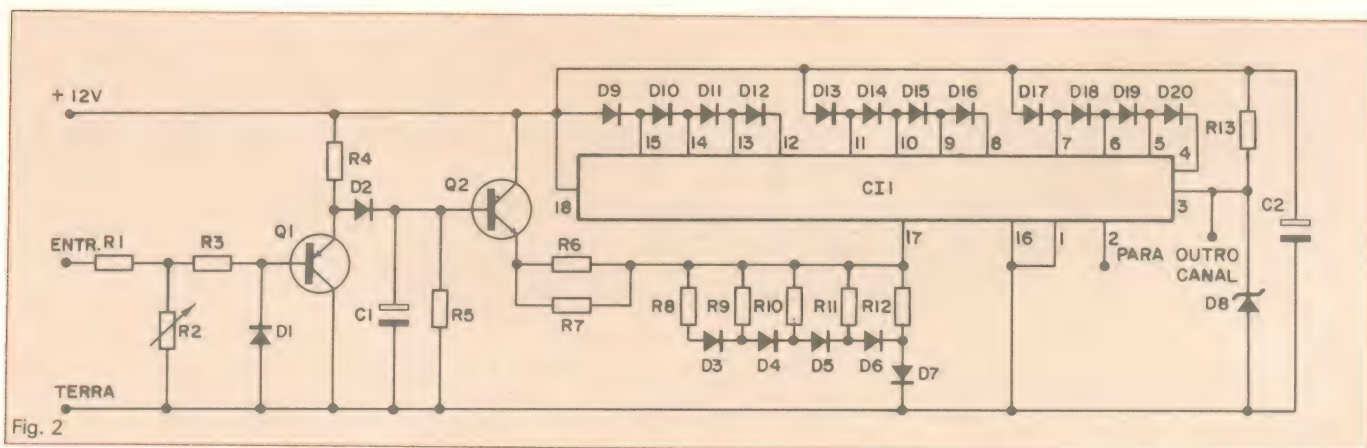 + 12V
D9 D10 D11 D12 D13 D14 D15 D16 D17 D18 D19 D20
R4 R13
15 14 13 12 11 10 9 8 7 6 5 4
D2 Q2 CI1 C2
18 3
ENTR. R1 R3 Q1
17 16 1 2
R6 PARA OUTRO
CANAL
R2 D1 C1 R5 R7 R8 R9 R10 R11 R12 D8
D3 D4 D5 D6 D7
TERRA
Fig. 2